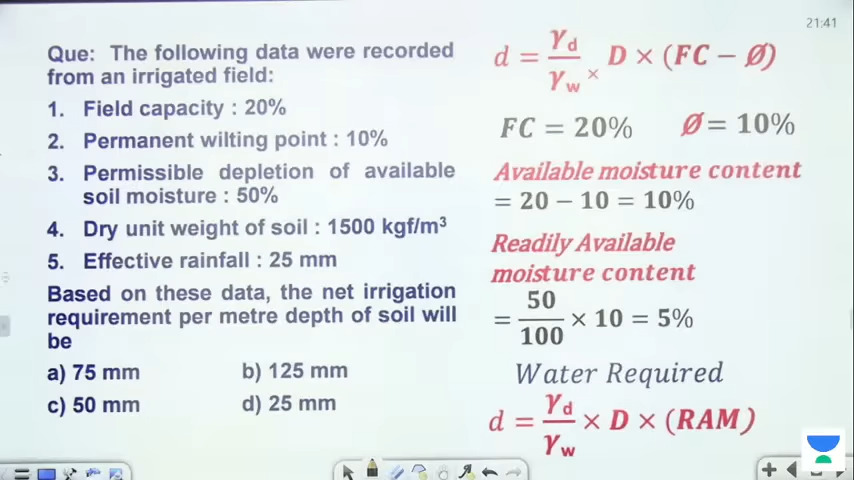 21:41
Que: The following data were recorded
from an irrigated field:
1. Field capacity : 20%
2. Permanent wilting point : 10%
3. Permissible depletion of available
soil moisture : 50%
4. Dry unit weight of soil : 1500 kgf/m³
5. Effective rainfall : 25 mm
Based on these data, the net irrigation
requirement per metre depth of soil will
be
a) 75 mm b) 125 mm
c) 50 mm d) 25 mm
d = γd/γw × D × (FC − Ø)
FC = 20% Ø = 10%
Available moisture content
= 20 − 10 = 10%
Readily Available
moisture content
= 50/100 × 10 = 5%
Water Required
d = γd/γw × D × (RAM)